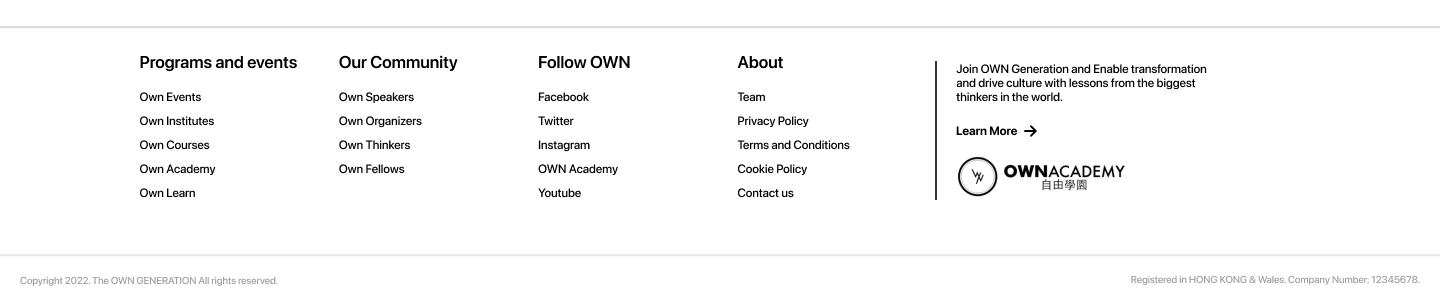 Programs and events
Own Events
Own Institutes
Own Courses
Own Academy
Own Learn
Our Community
Own Speakers
Own Organizers
Own Thinkers
Own Fellows
Follow OWN
Facebook
Twitter
Instagram
OWN Academy
Youtube
About
Team
Privacy Policy
Terms and Conditions
Cookie Policy
Contact us
Join OWN Generation and Enable transformation
and drive culture with lessons from the biggest
thinkers in the world.
Learn More
OWNACADEMY
自由學園
Copyright 2022. The OWN GENERATION All rights reserved.
Registered in HONG KONG & Wales. Company Number: 12345678.